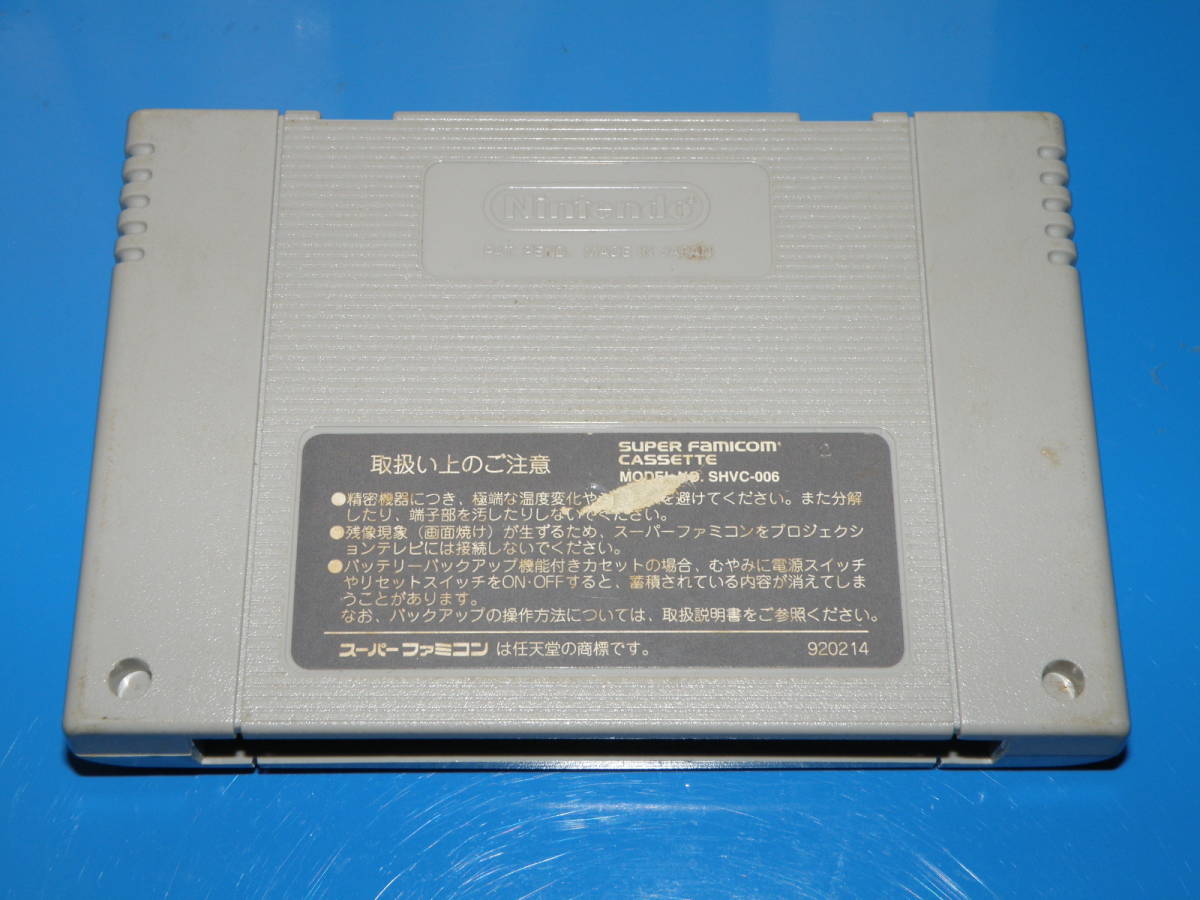 Nintendo
PAT. PEND. MADE IN JAPAN
取扱い上のご注意
SUPER FAMICOM
CASSETTE
MODEL NO. SHVC-006
2
●精密機器につき、極端な温度変化や を避けてください。また分解
したり、端子部を汚したりしないでください。
●残像現象(画面焼け)が生ずるため、スーパーファミコンをプロジェクシ
ョンテレビには接続しないでください。
●バッテリーバックアップ機能付きカセットの場合、むやみに電源スイッチ
やリセットスイッチをON・OFFすると、蓄積されている内容が消えてしま
うことがあります。
なお、バックアップの操作方法については、取扱説明書をご参照ください。
スーパーファミコン は任天堂の商標です。
920214